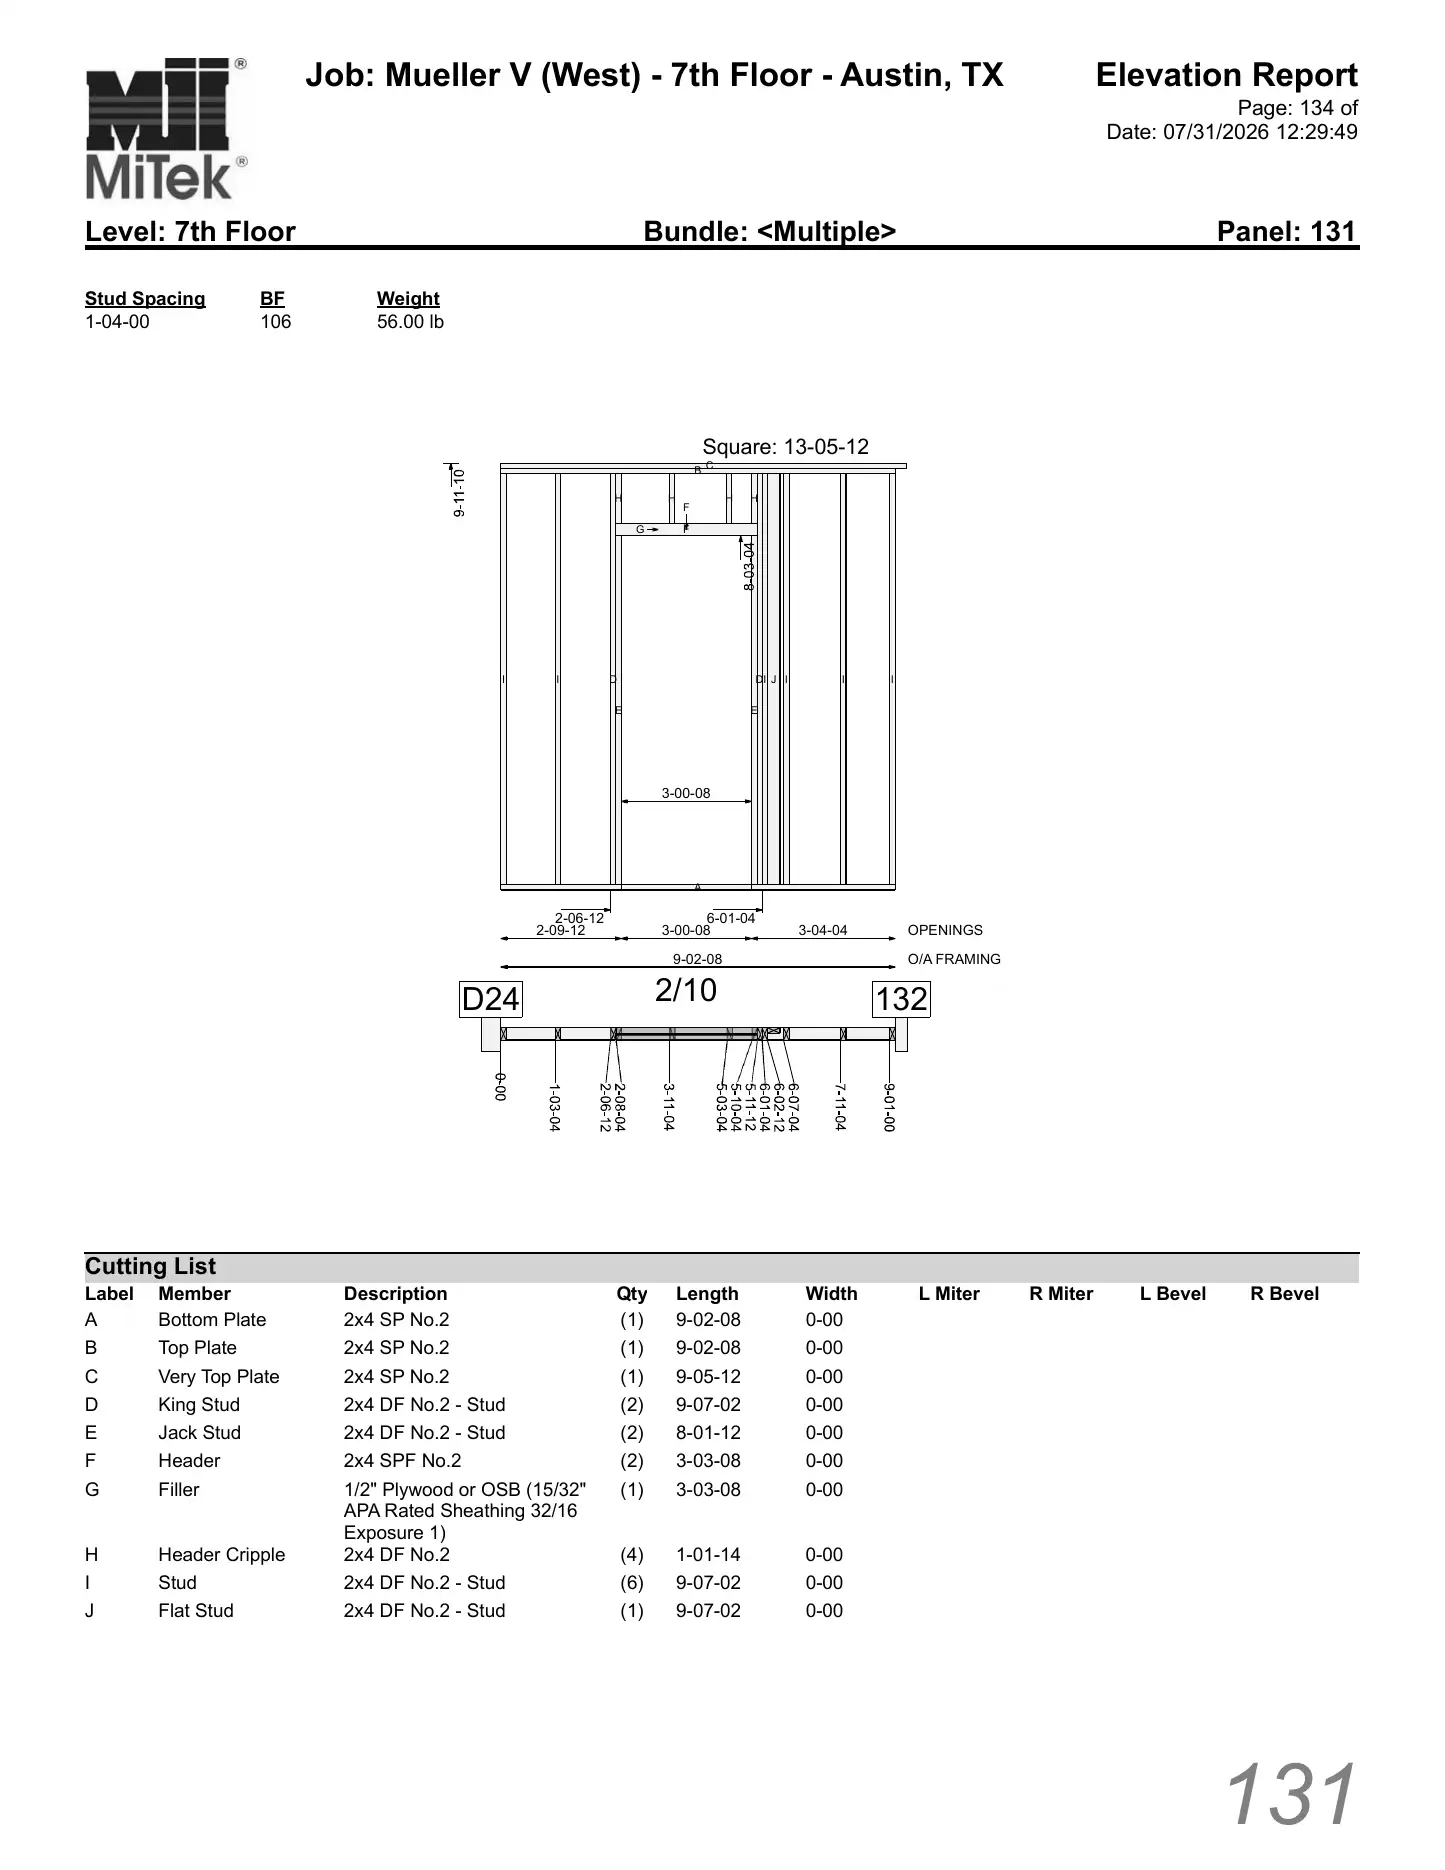 Job: Mueller V (West) - 7th Floor - Austin, TX
Elevation Report
Page: 134 of
Date: 07/31/2026 12:29:49
MiTek®
Level: 7th Floor Bundle: <Multiple> Panel: 131
Stud Spacing BF Weight
1-04-00 106 56.00 lb
Square: 13-05-12
9-11-10
B C
H H H H
F
G F
8-03-04
I I D D I J I I I
E E
3-00-08
A
2-06-12 6-01-04
2-09-12 3-00-08 3-04-04 OPENINGS
9-02-08 O/A FRAMING
D24 2/10 132
0-00 1-03-04 2-06-12 2-08-04 3-11-04 5-03-04 5-10-04 5-11-12 6-01-04 6-02-12 6-07-04 7-11-04 9-01-00
Cutting List
Label Member Description Qty Length Width L Miter R Miter L Bevel R Bevel
A Bottom Plate 2x4 SP No.2 (1) 9-02-08 0-00
B Top Plate 2x4 SP No.2 (1) 9-02-08 0-00
C Very Top Plate 2x4 SP No.2 (1) 9-05-12 0-00
D King Stud 2x4 DF No.2 - Stud (2) 9-07-02 0-00
E Jack Stud 2x4 DF No.2 - Stud (2) 8-01-12 0-00
F Header 2x4 SPF No.2 (2) 3-03-08 0-00
G Filler 1/2" Plywood or OSB (15/32" (1) 3-03-08 0-00
APA Rated Sheathing 32/16
Exposure 1)
H Header Cripple 2x4 DF No.2 (4) 1-01-14 0-00
I Stud 2x4 DF No.2 - Stud (6) 9-07-02 0-00
J Flat Stud 2x4 DF No.2 - Stud (1) 9-07-02 0-00
131